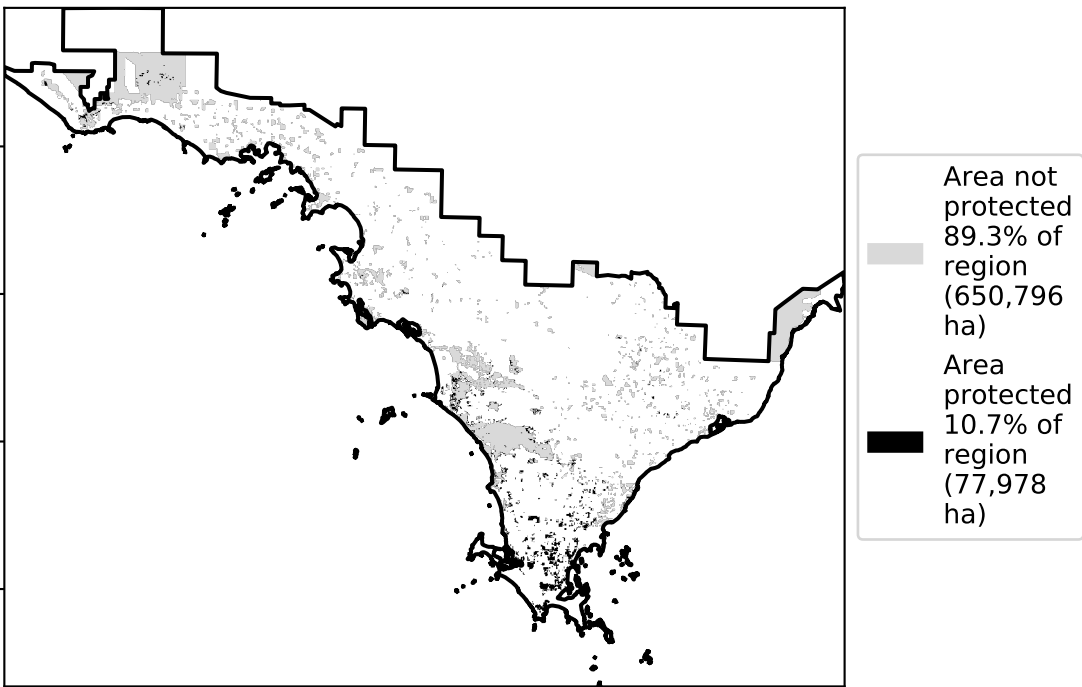 Area not
protected
89.3% of
region
(650,796
ha)
Area
protected
10.7% of
region
(77,978
ha)